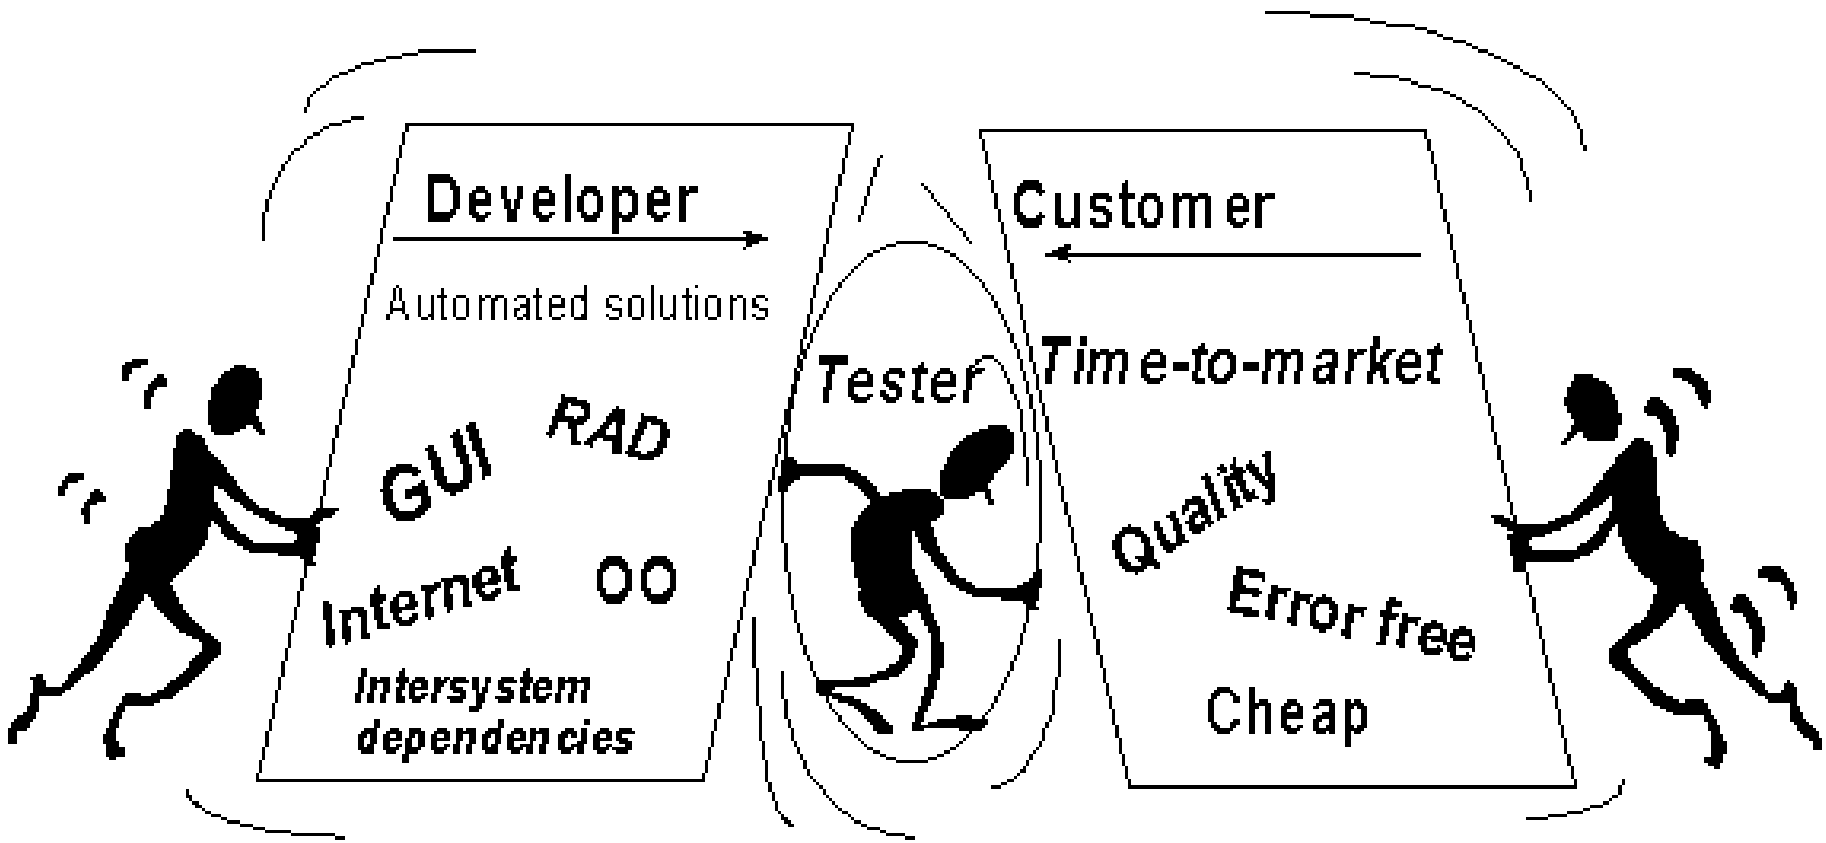 Developer
Automated solutions
GUI
RAD
Internet
OO
Intersystem
dependencies
Tester
Customer
Time-to-market
Quality
Error free
Cheap